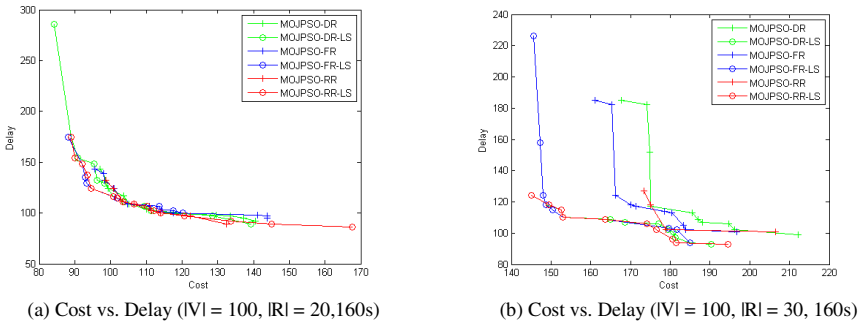 300
250
200
150
100
50
80 90 100 110 120 130 140 150 160 170
Delay
Cost
MOJPSO-DR
MOJPSO-DR-LS
MOJPSO-FR
MOJPSO-FR-LS
MOJPSO-RR
MOJPSO-RR-LS
(a) Cost vs. Delay (|V| = 100, |R| = 20,160s)
240
220
200
180
160
140
120
100
80
140 150 160 170 180 190 200 210 220
Delay
Cost
MOJPSO-DR
MOJPSO-DR-LS
MOJPSO-FR
MOJPSO-FR-LS
MOJPSO-RR
MOJPSO-RR-LS
(b) Cost vs. Delay (|V| = 100, |R| = 30, 160s)